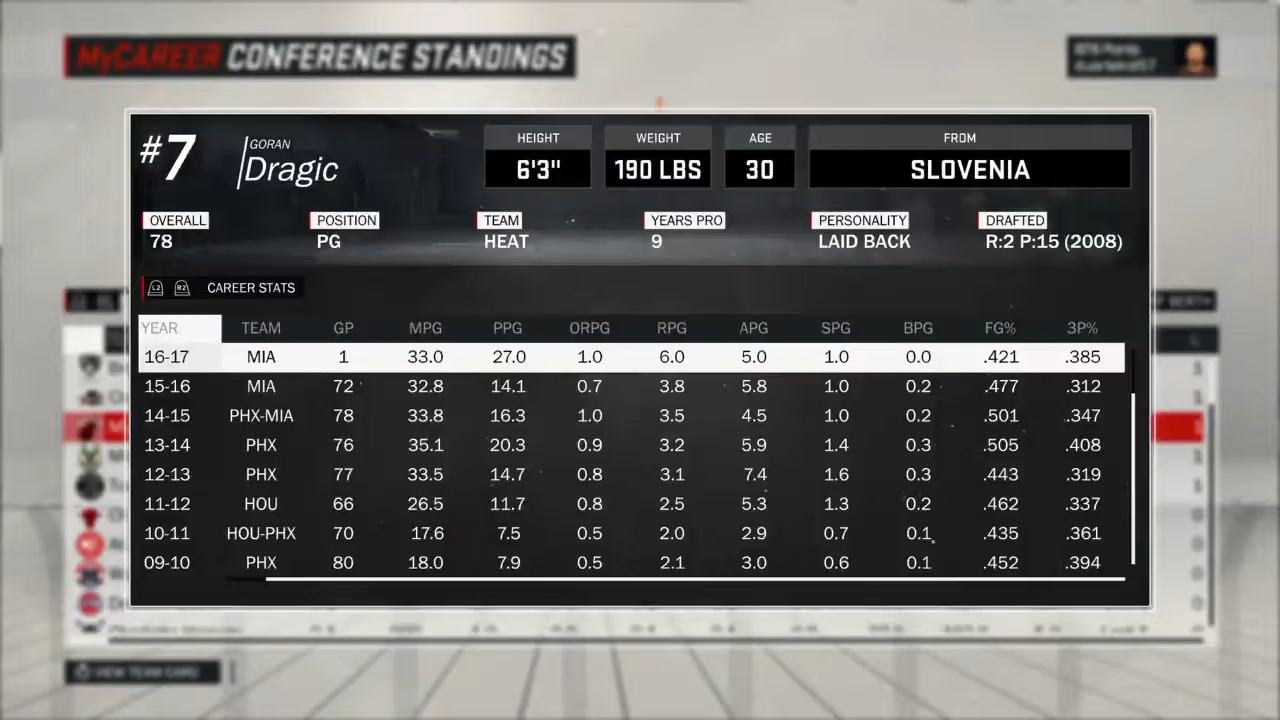 MyCAREER CONFERENCE STANDINGS
#7 GORAN Dragic
HEIGHT WEIGHT AGE FROM
6'3" 190 LBS 30 SLOVENIA
OVERALL POSITION TEAM YEARS PRO PERSONALITY DRAFTED
78 PG HEAT 9 LAID BACK R:2 P:15 (2008)
L2 R2 CAREER STATS
YEAR TEAM GP MPG PPG ORPG RPG APG SPG BPG FG% 3P%
16-17 MIA 1 33.0 27.0 1.0 6.0 5.0 1.0 0.0 .421 .385
15-16 MIA 72 32.8 14.1 0.7 3.8 5.8 1.0 0.2 .477 .312
14-15 PHX-MIA 78 33.8 16.3 1.0 3.5 4.5 1.0 0.2 .501 .347
13-14 PHX 76 35.1 20.3 0.9 3.2 5.9 1.4 0.3 .505 .408
12-13 PHX 77 33.5 14.7 0.8 3.1 7.4 1.6 0.3 .443 .319
11-12 HOU 66 26.5 11.7 0.8 2.5 5.3 1.3 0.2 .462 .337
10-11 HOU-PHX 70 17.6 7.5 0.5 2.0 2.9 0.7 0.1 .435 .361
09-10 PHX 80 18.0 7.9 0.5 2.1 3.0 0.6 0.1 .452 .394
VIEW TEAM CARD